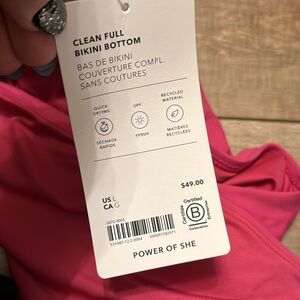 CLEAN FULL
BIKINI BOTTOM
BAS DE BIKINI
COUVERTURE COMPL.
SANS COUTURES
QUICK
DRYING
UPF
RECYCLED
MATERIAL
SÉCHAGE
RAPIDE
FPRUV
MATIÈRES
RECYCLÉES
US L
CA G
$49.00
Certified
B
Corporation
POWER OF SHE